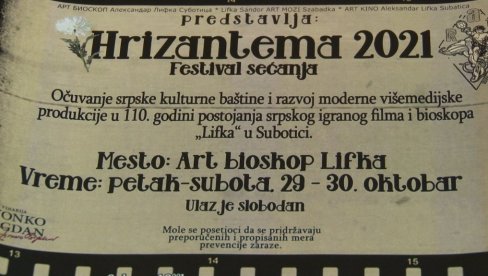 АРТ БИОСКОП Александар Лифка Суботица * Lifka Sándor ART MOZI Szabadka * ART KINO Aleksandar Lifka Subotica
predstavlja:
Hrizantema 2021
Festival sećanja
Očuvanje srpske kulturne baštine i razvoj moderne višemedijske
produkcije u 110. godini postojanja srpskog igranog filma i bioskopa
„Lifka" u Subotici.
Mesto: Art bioskop Lifka
Vreme: petak-subota, 29 - 30. oktobar
Ulaz je slobodan
Mole se posetioci da se pridržavaju
preporučenih i propisanih mera
prevencije zaraze.
13
14
15